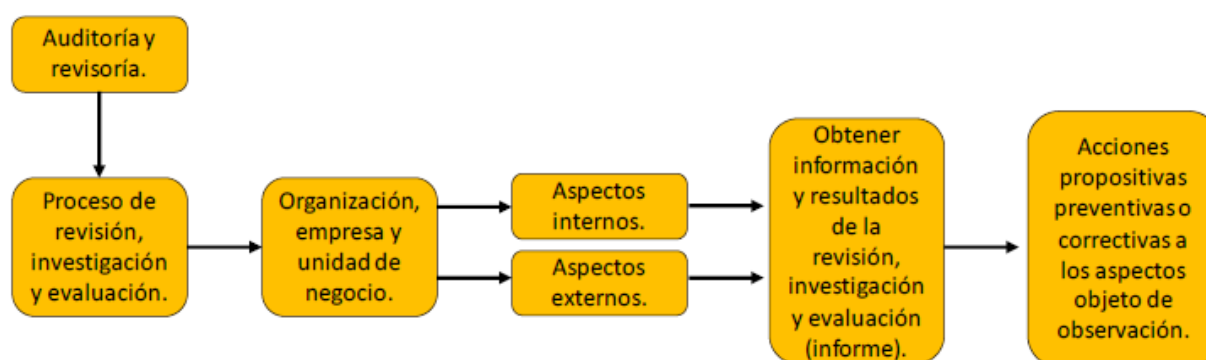 Auditoría y
revisoría.
Proceso de
revisión,
investigación
y evaluación.
Organización,
empresa y
unidad de
negocio.
Aspectos
internos.
Aspectos
externos.
Obtener
información
y resultados
de la
revisión,
investigación
y evaluación
(informe).
Acciones
propositivas
preventivas o
correctivas a
los aspectos
objeto de
observación.